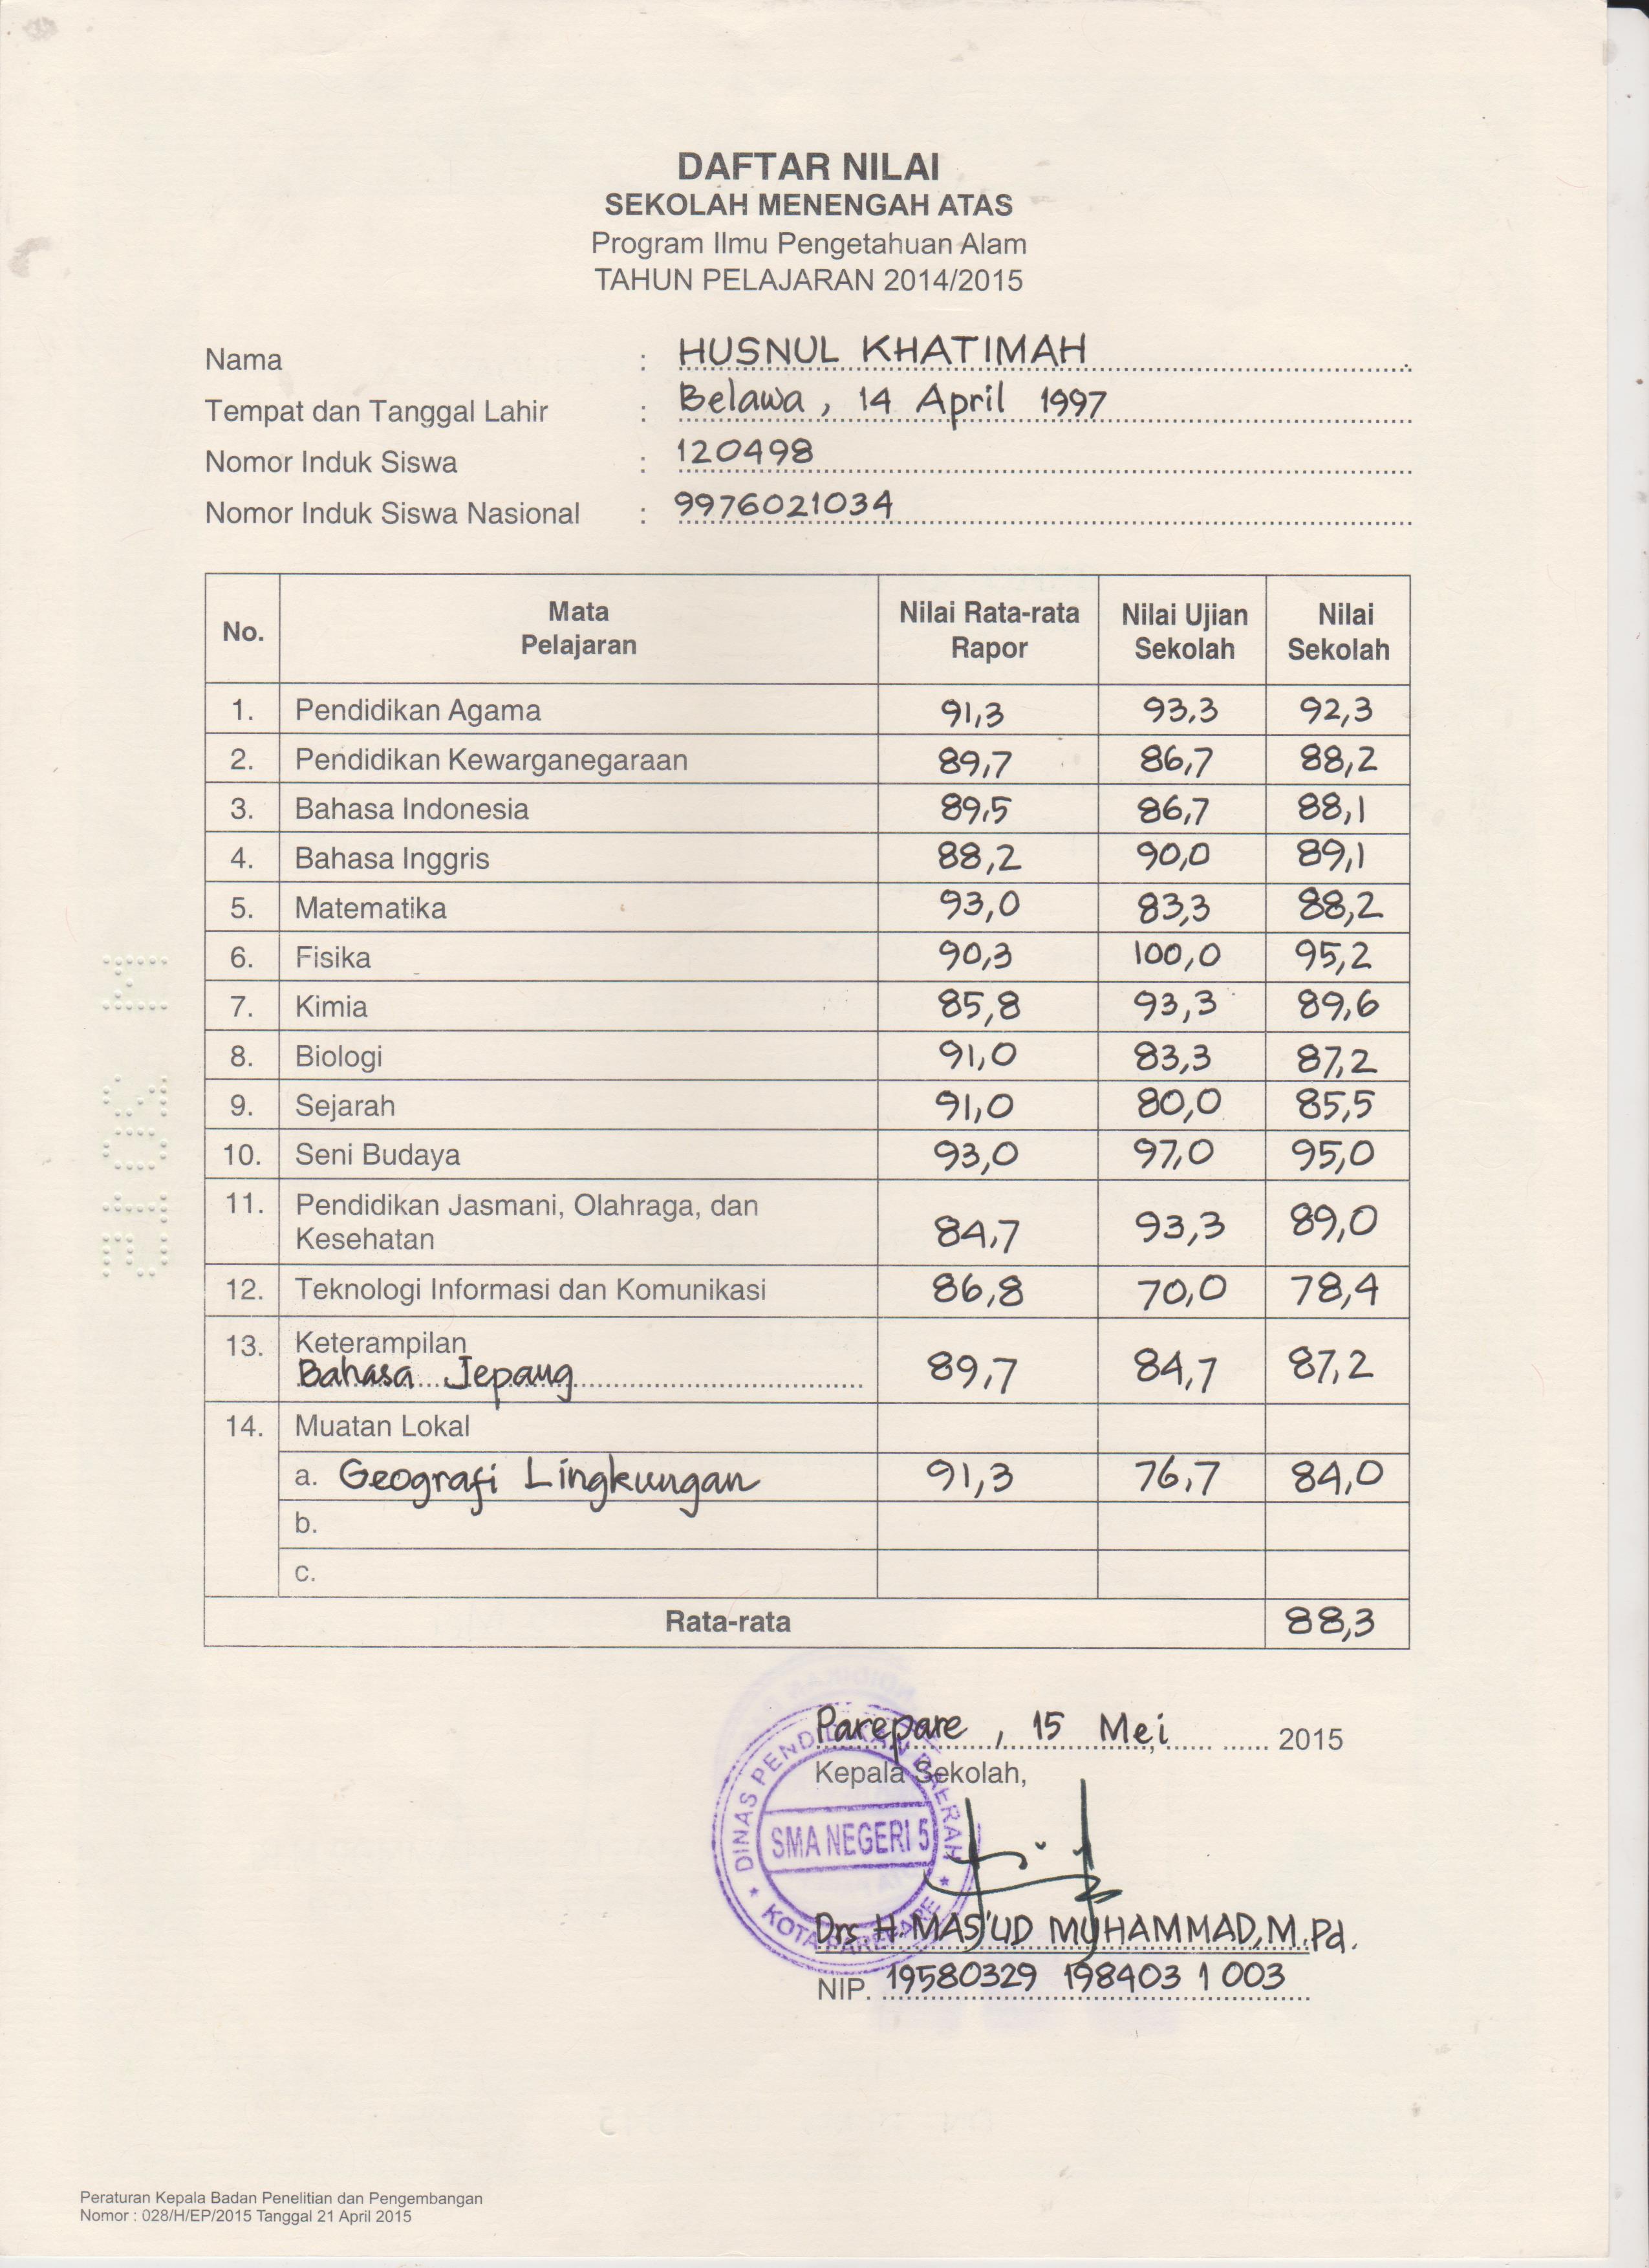 DAFTAR NILAI
SEKOLAH MENENGAH ATAS
Program Ilmu Pengetahuan Alam
TAHUN PELAJARAN 2014/2015
Nama : HUSNUL KHATIMAH
Tempat dan Tanggal Lahir : Belawa, 14 April 1997
Nomor Induk Siswa : 120498
Nomor Induk Siswa Nasional : 9976021034
No. Mata Pelajaran Nilai Rata-rata Rapor Nilai Ujian Sekolah Nilai Sekolah
1. Pendidikan Agama 91,3 93,3 92,3
2. Pendidikan Kewarganegaraan 89,7 86,7 88,2
3. Bahasa Indonesia 89,5 86,7 88,1
4. Bahasa Inggris 88,2 90,0 89,1
5. Matematika 93,0 83,3 88,2
6. Fisika 90,3 100,0 95,2
7. Kimia 85,8 93,3 89,6
8. Biologi 91,0 83,3 87,2
9. Sejarah 91,0 80,0 85,5
10. Seni Budaya 93,0 97,0 95,0
11. Pendidikan Jasmani, Olahraga, dan
Kesehatan 84,7 93,3 89,0
12. Teknologi Informasi dan Komunikasi 86,8 70,0 78,4
13. Keterampilan
Bahasa Jepang 89,7 84,7 87,2
14. Muatan Lokal
a. Geografi Lingkungan 91,3 76,7 84,0
b.
c.
Rata-rata 88,3
Parepare, 15 Mei 2015
Kepala Sekolah,
DINAS PENDIDIKAN DAERAH
SMA NEGERI 5
KOTA PAREPARE
Drs. H. MAS'UD MUHAMMAD, M.Pd.
NIP. 19580329 198403 1 003
Peraturan Kepala Badan Penelitian dan Pengembangan
Nomor : 028/H/EP/2015 Tanggal 21 April 2015